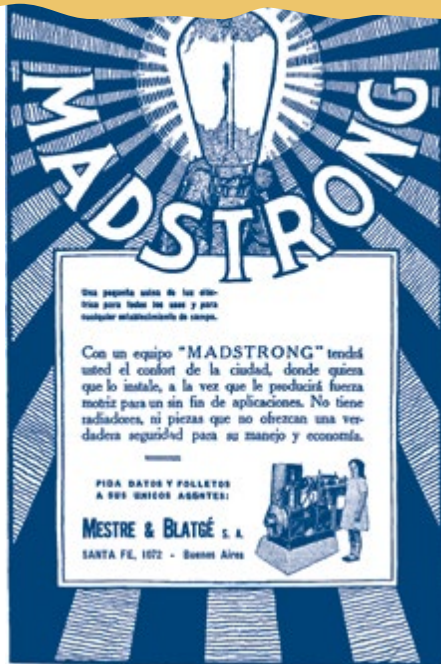 MADSTRONG
Una pequeña usina de luz eléc-
trica para todos los usos y para
cualquier establecimiento de campo.
Con un equipo "MADSTRONG" tendrá
usted el confort de la ciudad, donde quiera
que lo instale, a la vez que le producirá fuerza
motriz para un sin fin de aplicaciones. No tiene
radiadores, ni piezas que no ofrezcan una ver-
dadera seguridad para su manejo y economía.
PIDA DATOS Y FOLLETOS
A SUS UNICOS AGENTES:
MESTRE & BLATGÉ S. A.
SANTA FE, 1072 - Buenos Aires